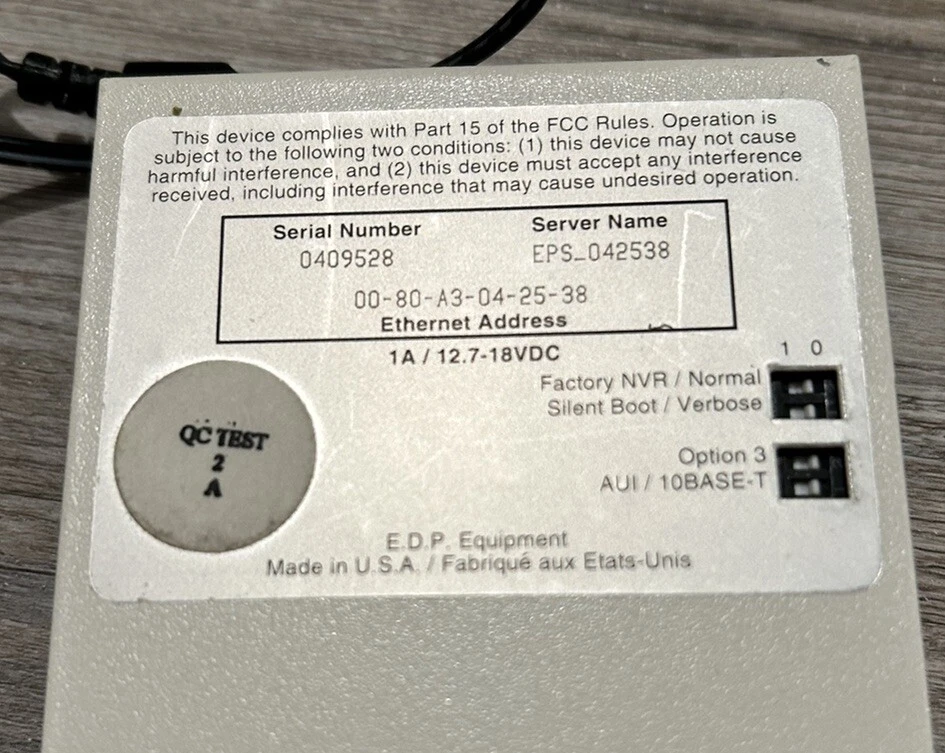 This device complies with Part 15 of the FCC Rules. Operation is
subject to the following two conditions: (1) this device may not cause
harmful interference, and (2) this device must accept any interference
received, including interference that may cause undesired operation.
Serial Number
Server Name
0409528
EPS_042538
00-80-A3-04-25-38
Ethernet Address
1A / 12.7-18VDC
1 0
Factory NVR / Normal
Silent Boot / Verbose
QC TEST
2
A
Option 3
AUI / 10BASE-T
E.D.P. Equipment
Made in U.S.A. / Fabriqué aux Etats-Unis